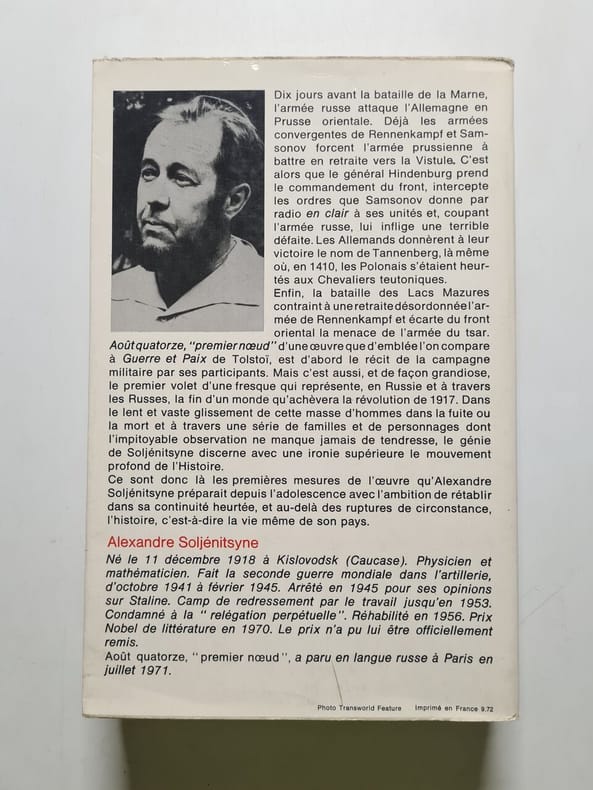 Dix jours avant la bataille de la Marne,
l'armée russe attaque l'Allemagne en
Prusse orientale. Déjà les armées
convergentes de Rennenkampf et Sam-
sonov forcent l'armée prussienne à
battre en retraite vers la Vistule. C'est
alors que le général Hindenburg prend
le commandement du front, intercepte
les ordres que Samsonov donne par
radio en clair à ses unités et, coupant
l'armée russe, lui inflige une terrible
défaite. Les Allemands donnèrent à leur
victoire le nom de Tannenberg, là même
où, en 1410, les Polonais s'étaient heur-
tés aux Chevaliers teutoniques.
Enfin, la bataille des Lacs Mazures
contraint à une retraite désordonnée l'ar-
mée de Rennenkampf et écarte du front
oriental la menace de l'armée du tsar.
Août quatorze, "premier nœud" d'une œuvre que d'emblée l'on compare
à Guerre et Paix de Tolstoï, est d'abord le récit de la campagne
militaire par ses participants. Mais c'est aussi, et de façon grandiose,
le premier volet d'une fresque qui représente, en Russie et à travers
les Russes, la fin d'un monde qu'achèvera la révolution de 1917. Dans
le lent et vaste glissement de cette masse d'hommes dans la fuite ou
la mort et à travers une série de familles et de personnages dont
l'impitoyable observation ne manque jamais de tendresse, le génie
de Soljénitsyne discerne avec une ironie supérieure le mouvement
profond de l'Histoire.
Ce sont donc là les premières mesures de l'œuvre qu'Alexandre
Soljénitsyne préparait depuis l'adolescence avec l'ambition de rétablir
dans sa continuité heurtée, et au-delà des ruptures de circonstance,
l'histoire, c'est-à-dire la vie même de son pays.
Alexandre Soljénitsyne
Né le 11 décembre 1918 à Kislovodsk (Caucase). Physicien et
mathématicien. Fait la seconde guerre mondiale dans l'artillerie,
d'octobre 1941 à février 1945. Arrêté en 1945 pour ses opinions
sur Staline. Camp de redressement par le travail jusqu'en 1953.
Condamné à la " relégation perpétuelle". Réhabilité en 1956. Prix
Nobel de littérature en 1970. Le prix n'a pu lui être officiellement
remis.
Août quatorze, "premier nœud", a paru en langue russe à Paris en
juillet 1971.
Photo Transworld Feature Imprimé en France 9.72